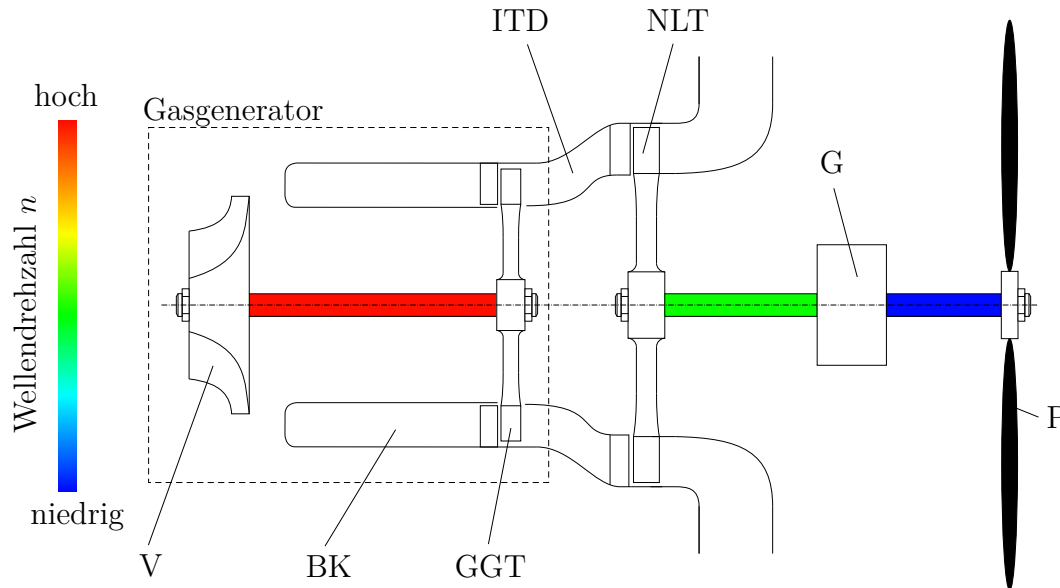 ITD
NLT
hoch
Gasgenerator
G
Wellendrehzahl n
P
niedrig
V
BK
GGT